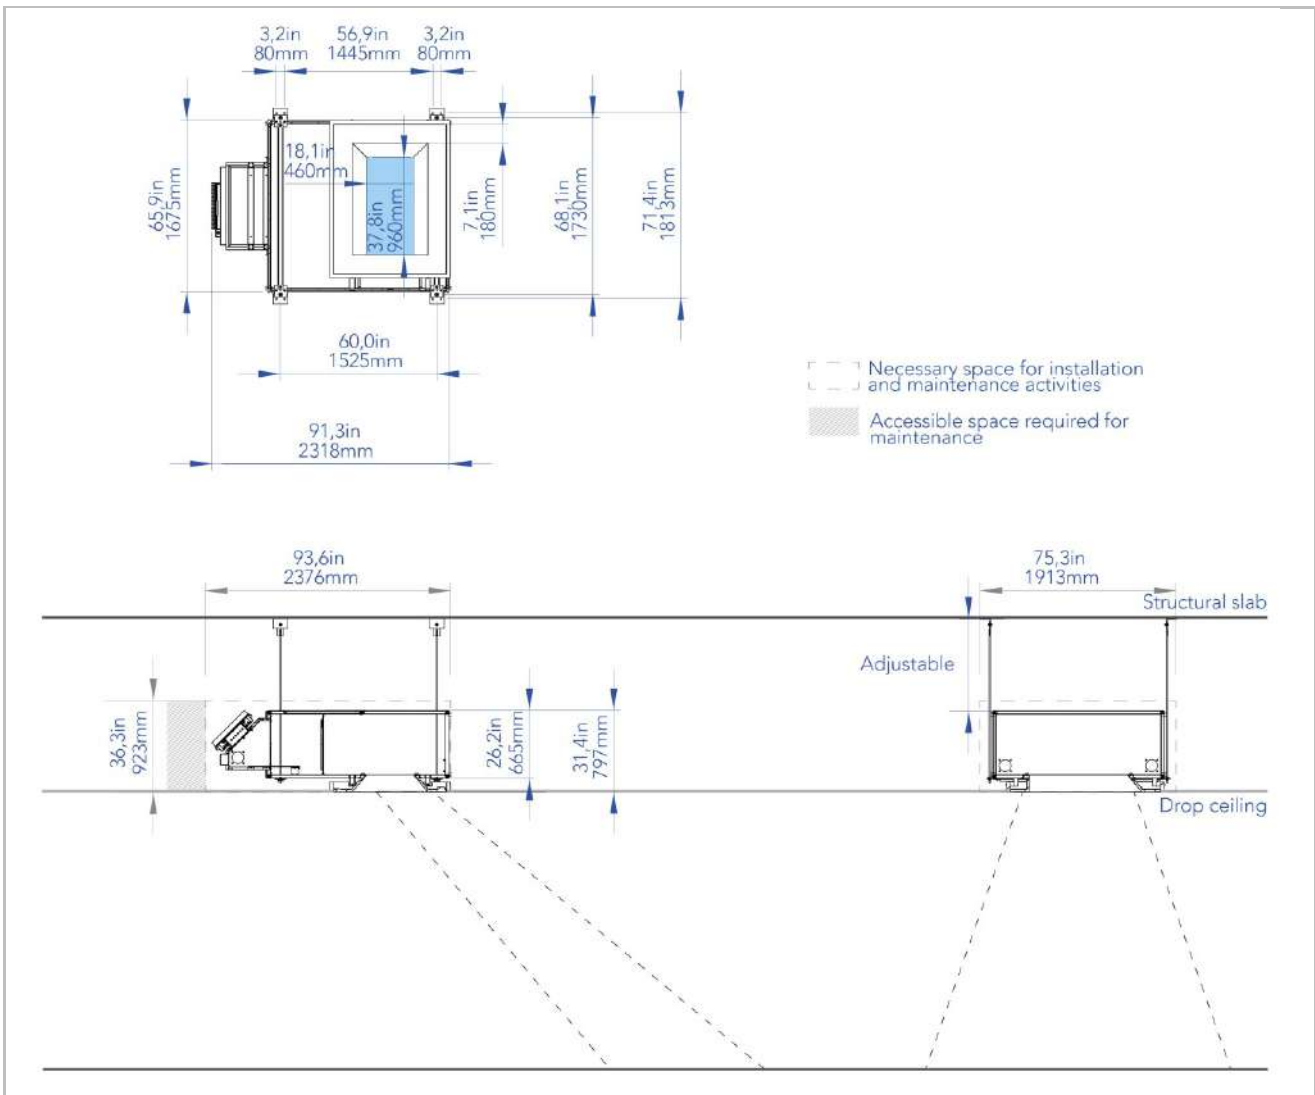 3,2in
80mm
56,9in
1445mm
3,2in
80mm
18,1in
460mm
65,9in
1675mm
37,8in
960mm
7,1in
180mm
68,1in
1730mm
71,4in
1813mm
60,0in
1525mm
91,3in
2318mm
Necessary space for installation
and maintenance activities
Accessible space required for
maintenance
93,6in
2376mm
75,3in
1913mm
Structural slab
Adjustable
36,3in
923mm
26,2in
665mm
31,4in
797mm
Drop ceiling